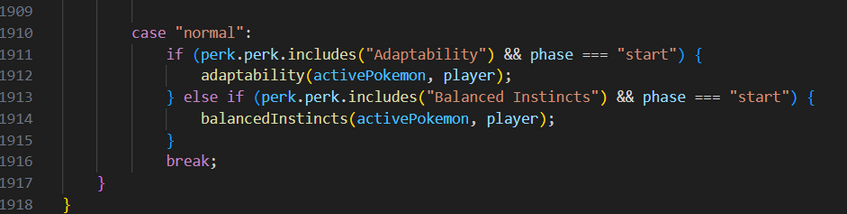 1909
1910 case "normal":
1911 if (perk.perk.includes("Adaptability") && phase === "start") {
1912 adaptability(activePokemon, player);
1913 } else if (perk.perk.includes("Balanced Instincts") && phase === "start") {
1914 balancedInstincts(activePokemon, player);
1915 }
1916 break;
1917 }
1918 }